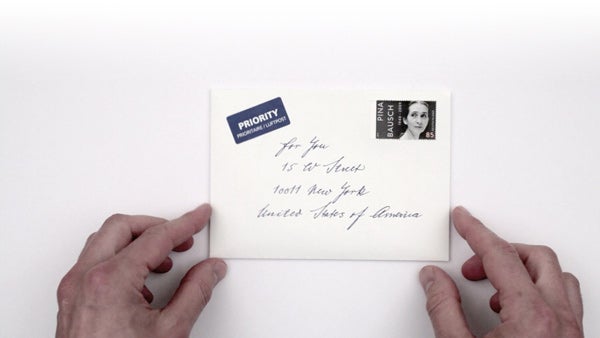 PRIORITY
PRIORITAIRE / LUFTPOST
PINA
BAUSCH
85
for You
15 W Street
10011 New York
United States of America